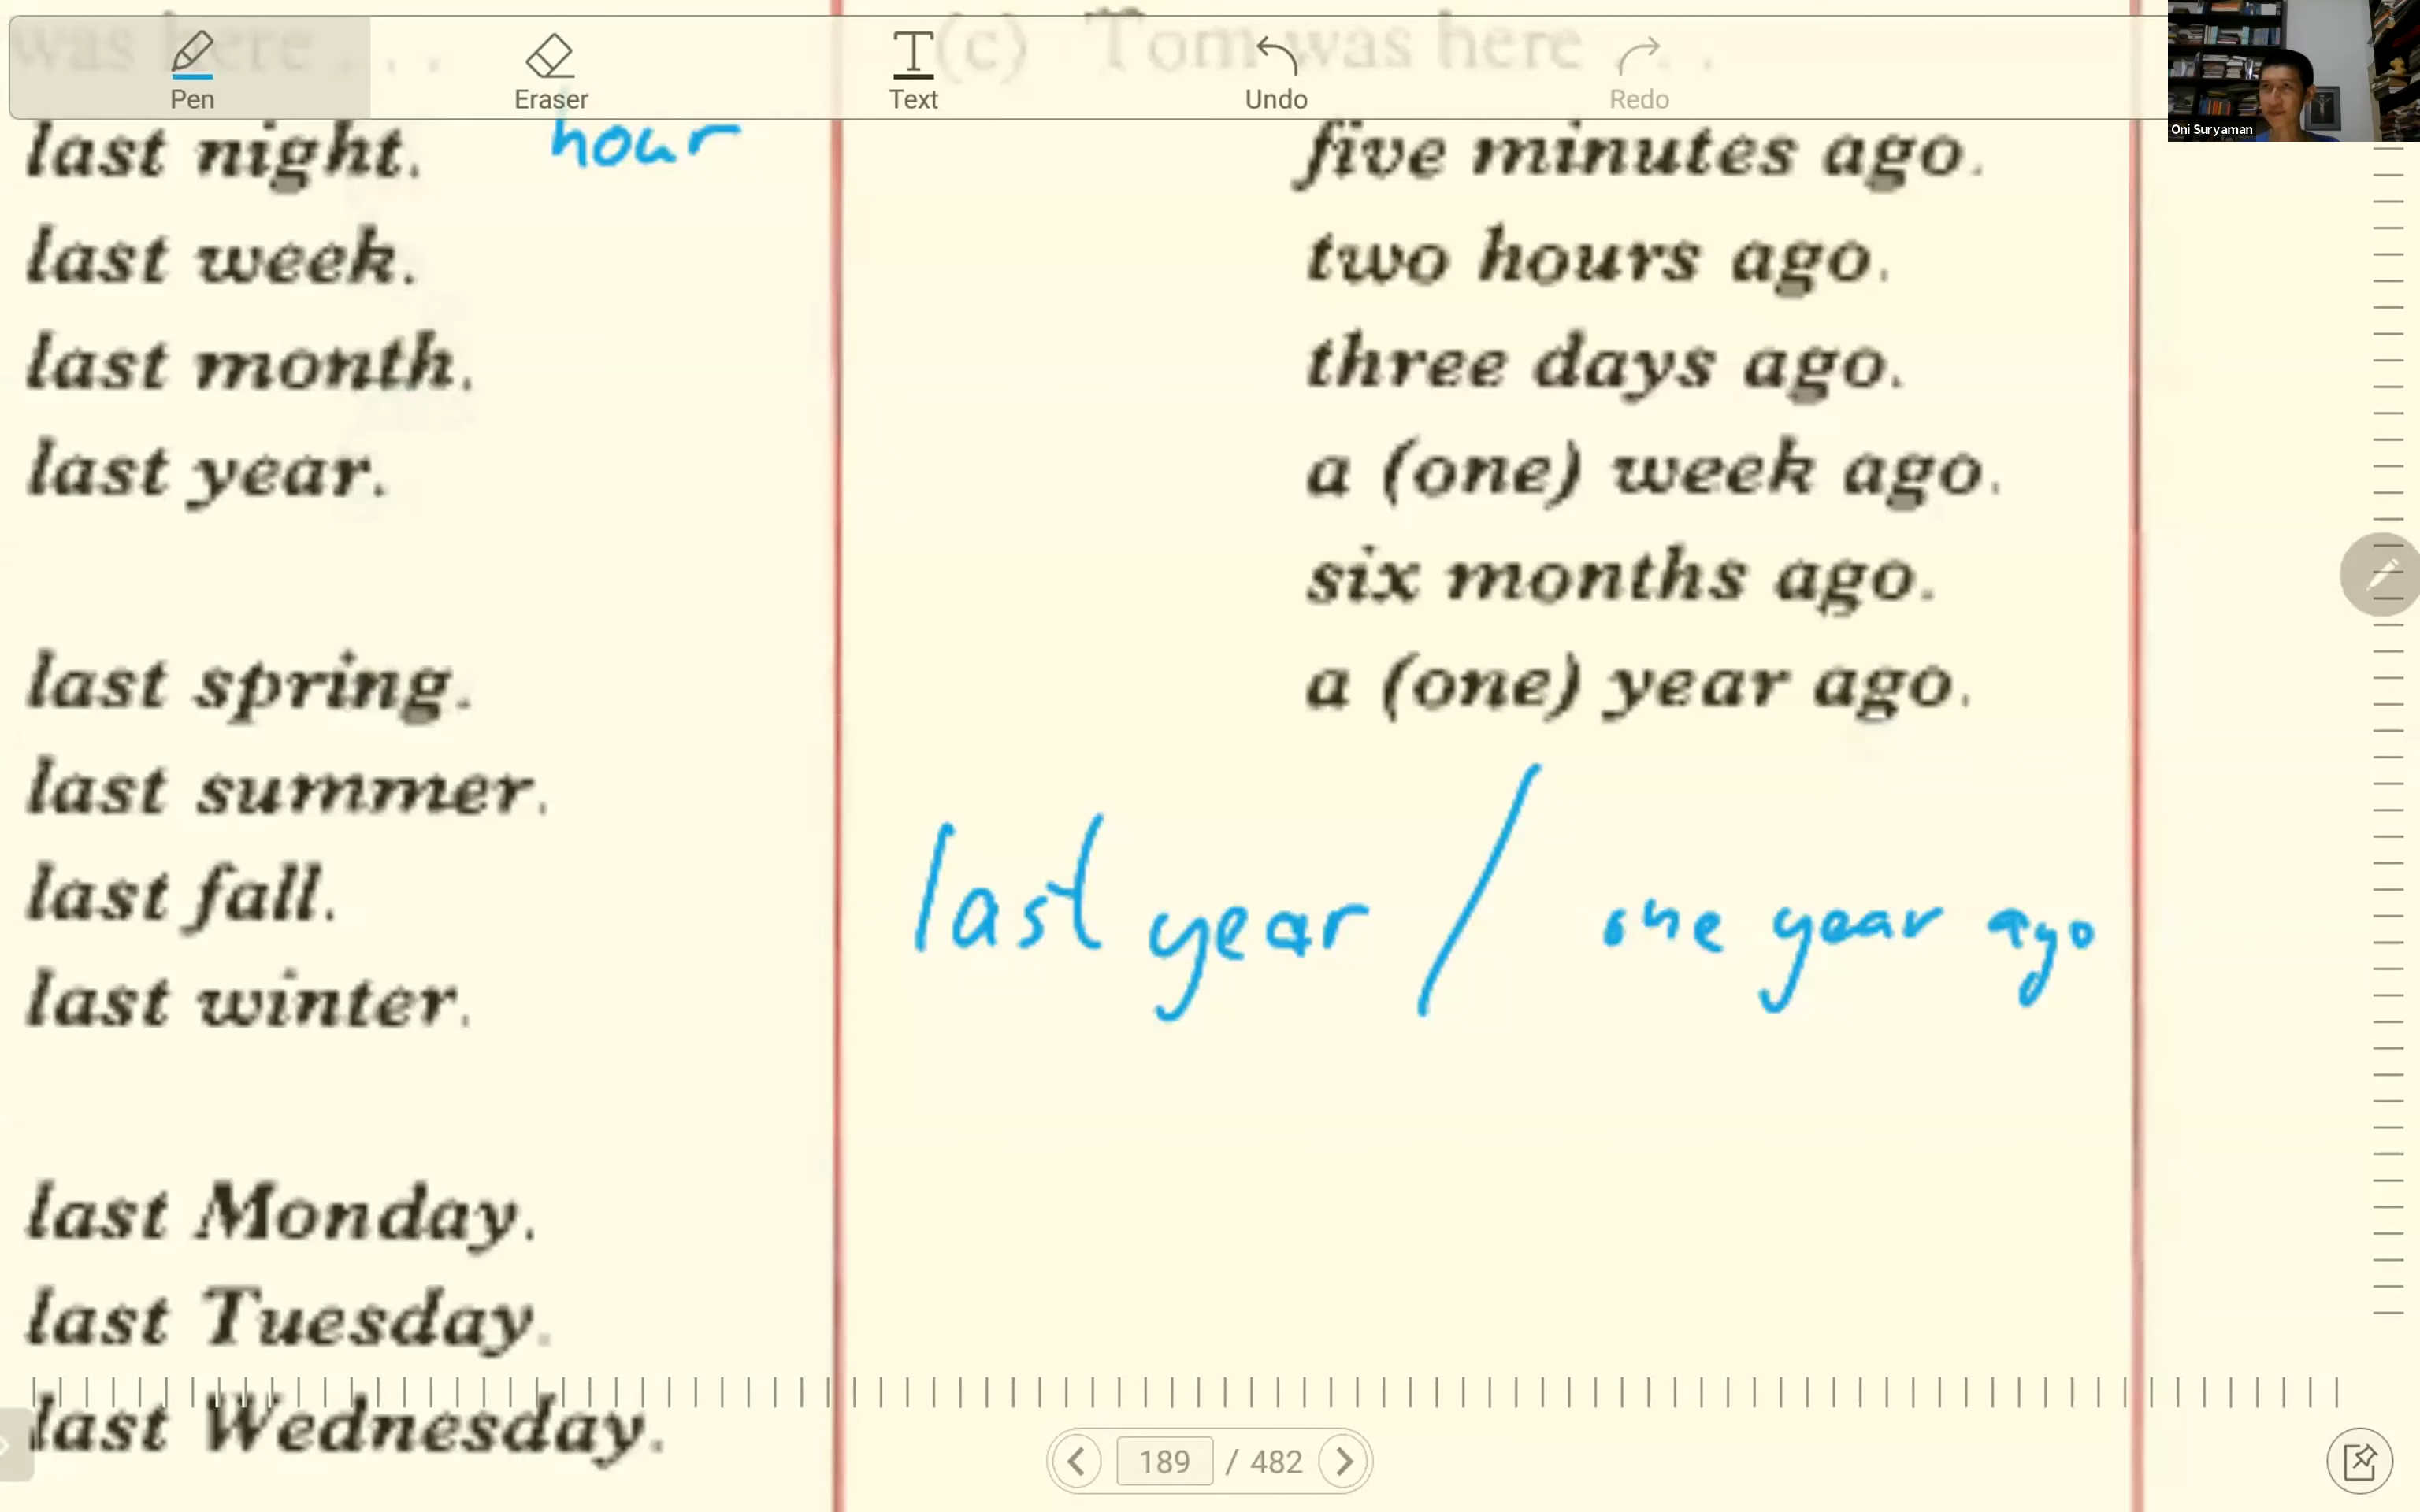 was here . . .
(c) Tom was here . . .
Pen
Eraser
Text
Undo
Redo
Oni Suryaman
last night.
hour
last week.
last month.
last year.
last spring.
last summer.
last fall.
last winter.
last Monday.
last Tuesday.
last Wednesday.
five minutes ago.
two hours ago.
three days ago.
a (one) week ago.
six months ago.
a (one) year ago.
last year / one year ago
189 / 482